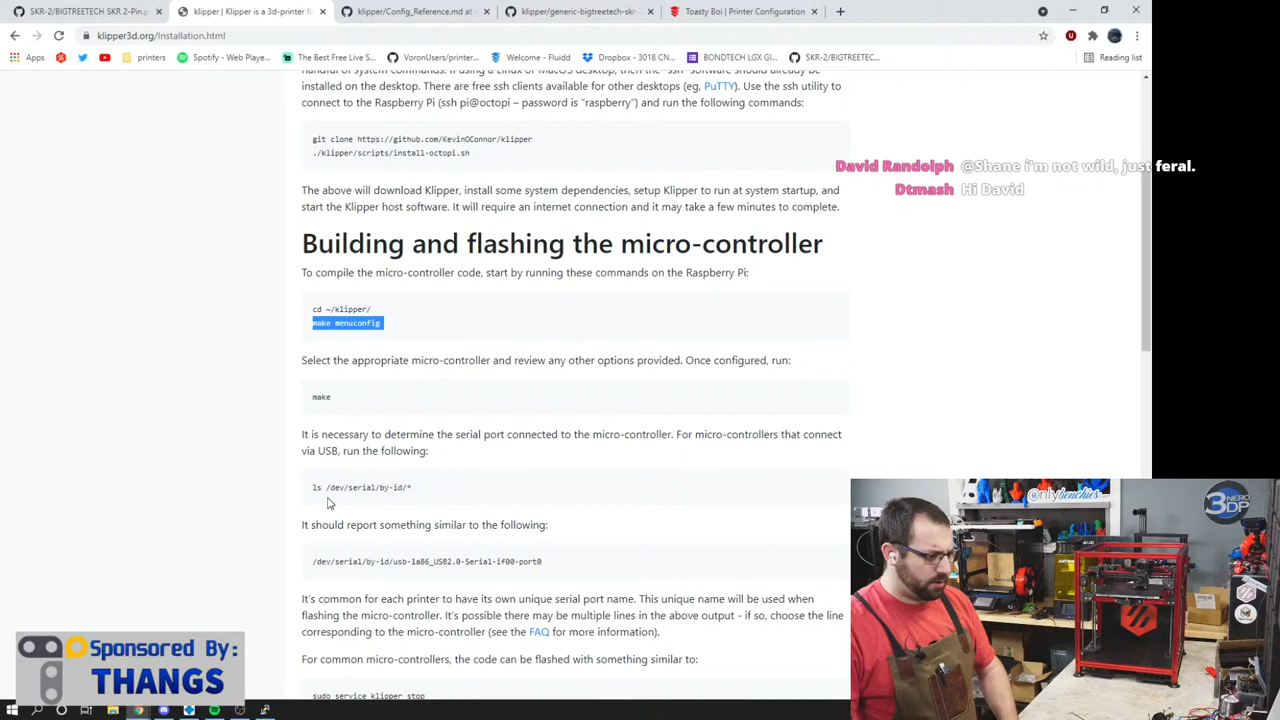 SKR-2/BIGTREETECH SKR 2-Pin.p
klipper | Klipper is a 3d-printer fi
klipper/Config_Reference.md at
klipper/generic-bigtreetech-skr-
Toasty Boi | Printer Configuration
klipper3d.org/Installation.html
Apps
printers
Spotify - Web Playe...
The Best Free Live S...
VoronUsers/printer...
Welcome - Fluidd
Dropbox - 3018 CN...
BONDTECH LGX Gl...
SKR-2/BIGTREETEC...
Reading list
installed on the desktop. There are free ssh clients available for other desktops (eg, PuTTY). Use the ssh utility to
connect to the Raspberry Pi (ssh pi@octopi – password is "raspberry") and run the following commands:
git clone https://github.com/KevinOConnor/klipper
./klipper/scripts/install-octopi.sh
David Randolph @Shane i'm not wild, just feral.
Dtmash Hi David
The above will download Klipper, install some system dependencies, setup Klipper to run at system startup, and
start the Klipper host software. It will require an internet connection and it may take a few minutes to complete.
Building and flashing the micro-controller
To compile the micro-controller code, start by running these commands on the Raspberry Pi:
cd ~/klipper/
make menuconfig
Select the appropriate micro-controller and review any other options provided. Once configured, run:
make
It is necessary to determine the serial port connected to the micro-controller. For micro-controllers that connect
via USB, run the following:
ls /dev/serial/by-id/*
It should report something similar to the following:
/dev/serial/by-id/usb-1a86_USB2.0-Serial-if00-port0
It's common for each printer to have its own unique serial port name. This unique name will be used when
flashing the micro-controller. It's possible there may be multiple lines in the above output - if so, choose the line
corresponding to the micro-controller (see the FAQ for more information).
For common micro-controllers, the code can be flashed with something similar to:
sudo service klipper stop
onlybenchies
3 NERO
3DP
Sponsored By:
THANGS